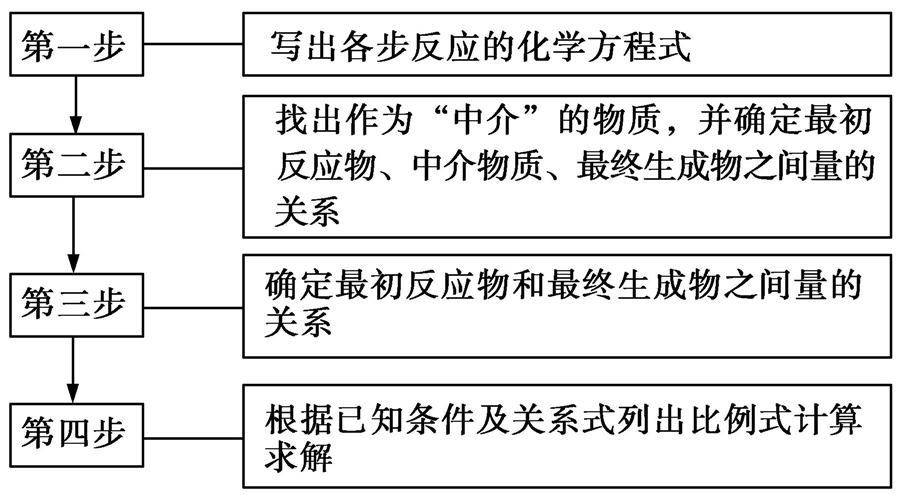 第一步
写出各步反应的化学方程式
找出作为“中介”的物质，并确定最初
第二步
反应物、中介物质、最终生成物之间量的
关系
第三步
确定最初反应物和最终生成物之间量的
关系
第四步
根据已知条件及关系式列出比例式计算
求解